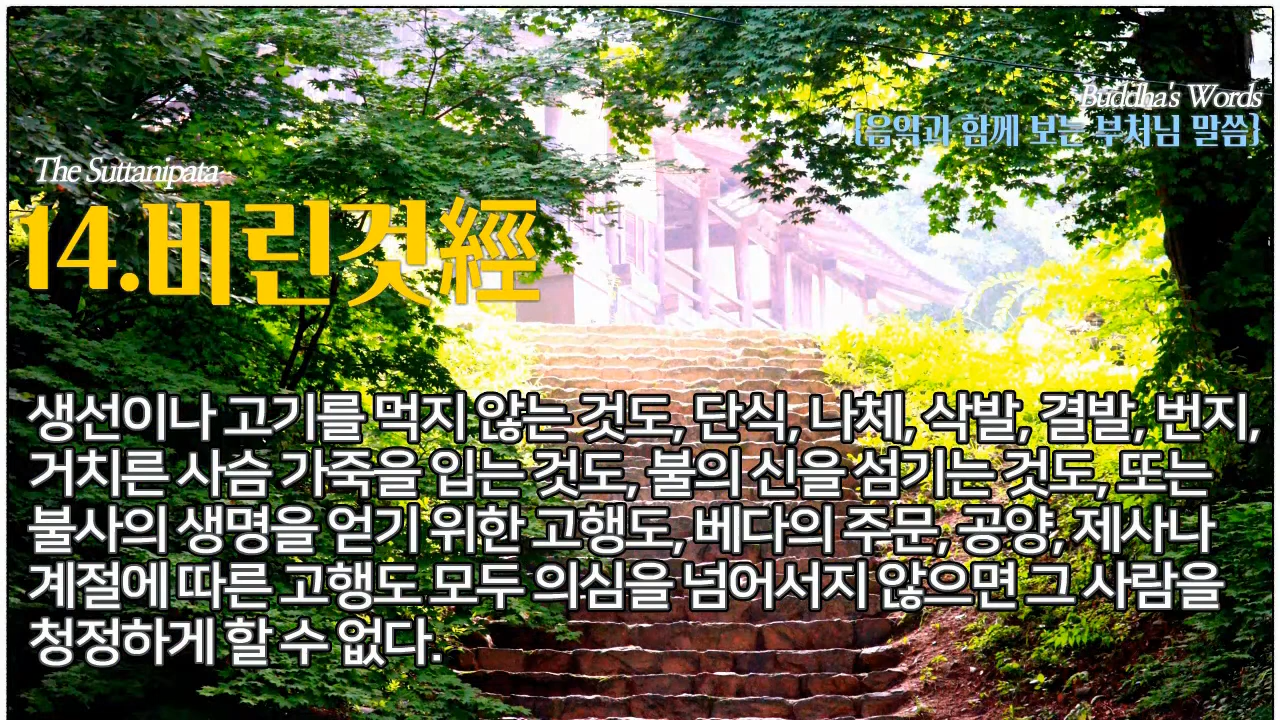 Buddha's Words
{음악과 함께 보는 부처님 말씀}
The Suttanipata
14.비린것經
생선이나 고기를 먹지 않는 것도, 단식, 나체, 삭발, 결발, 번지,
거치른 사슴 가죽을 입는 것도, 불의 신을 섬기는 것도, 또는
불사의 생명을 얻기 위한 고행도, 베다의 주문, 공양, 제사나
계절에 따른 고행도 모두 의심을 넘어서지 않으면 그 사람을
청정하게 할 수 없다.